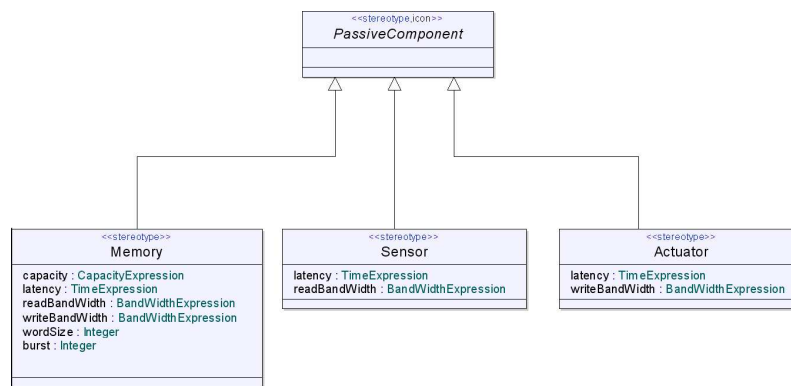 <<stereotype,icon>>
PassiveComponent
<<stereotype>>
Memory
capacity : CapacityExpression
latency : TimeExpression
readBandWidth : BandWidthExpression
writeBandWidth : BandWidthExpression
wordSize : Integer
burst : Integer
<<stereotype>>
Sensor
latency : TimeExpression
readBandWidth : BandWidthExpression
<<stereotype>>
Actuator
latency : TimeExpression
writeBandWidth : BandWidthExpression